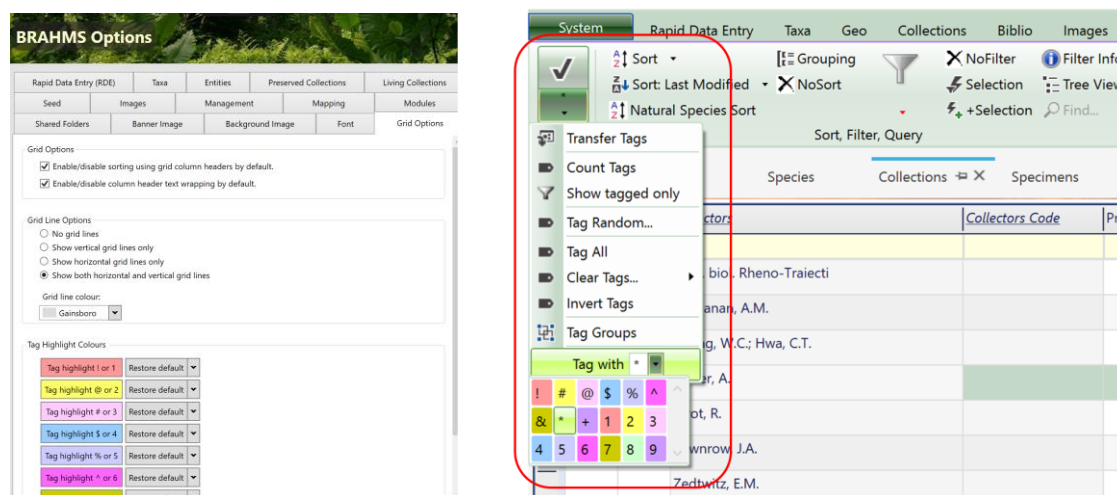 BRAHMS Options
Rapid Data Entry (RDE) Taxa Entities Preserved Collections Living Collections
Seed Images Management Mapping Modules
Shared Folders Banner Image Background Image Font Grid Options
Grid Options
Enable/disable sorting using grid column headers by default.
Enable/disable column header text wrapping by default.
Grid Line Options
No grid lines
Show vertical grid lines only
Show horizontal grid lines only
Show both horizontal and vertical grid lines
Grid line colour:
Gainsboro
Tag Highlight Colours
Tag highlight ! or 1 Restore default
Tag highlight @ or 2 Restore default
Tag highlight # or 3 Restore default
Tag highlight $ or 4 Restore default
Tag highlight % or 5 Restore default
Tag highlight ^ or 6 Restore default
System Rapid Data Entry Taxa Geo Collections Biblio Images
Sort Grouping NoFilter Filter Info
Sort: Last Modified NoSort Selection Tree View
Natural Species Sort +Selection Find...
Sort, Filter, Query
Transfer Tags
Count Tags
Show tagged only
Tag Random...
Tag All
Clear Tags...
Invert Tags
Tag Groups
Tag with *
! # @ $ % ^
& * + 1 2 3
4 5 6 7 8 9
Species Collections Specimens
ctors Collectors Code Pr
biol. Rheno-Traiecti
anan, A.M.
g, W.C.; Hwa, C.T.
er, A.
ot, R.
wnrow, J.A.
Zedtwitz, E.M.